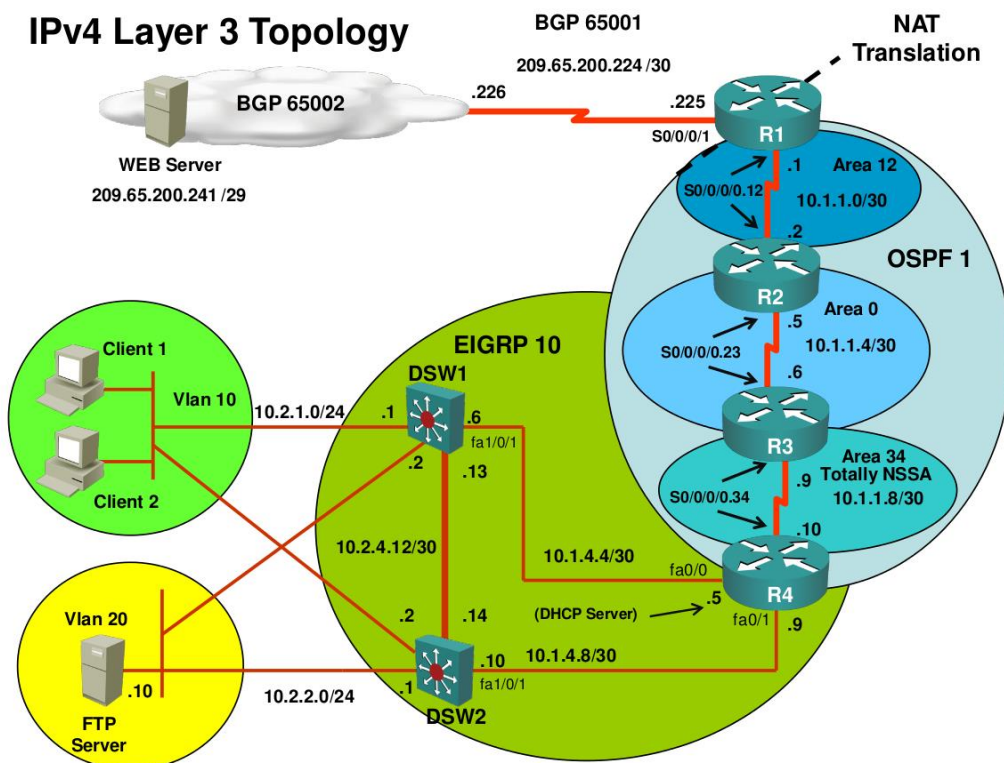 IPv4 Layer 3 Topology
BGP 65001
NAT
Translation
209.65.200.224 /30
.226
.225
BGP 65002
S0/0/0/1
R1
WEB Server
209.65.200.241 /29
.1
Area 12
S0/0/0/0.12
10.1.1.0/30
.2
OSPF 1
R2
Area 0
.5
S0/0/0/0.23
10.1.1.4/30
.6
R3
Area 34
Totally NSSA
.9
10.1.1.8/30
S0/0/0/0.34
.10
R4
EIGRP 10
DSW1
Client 1
Vlan 10
10.2.1.0/24
.1
.6
fa1/0/1
.2
.13
Client 2
10.2.4.12/30
10.1.4.4/30
fa0/0
.5
(DHCP Server)
fa0/1
.9
Vlan 20
.2
.14
.10
10.1.4.8/30
fa1/0/1
.10
10.2.2.0/24
.1
DSW2
FTP
Server